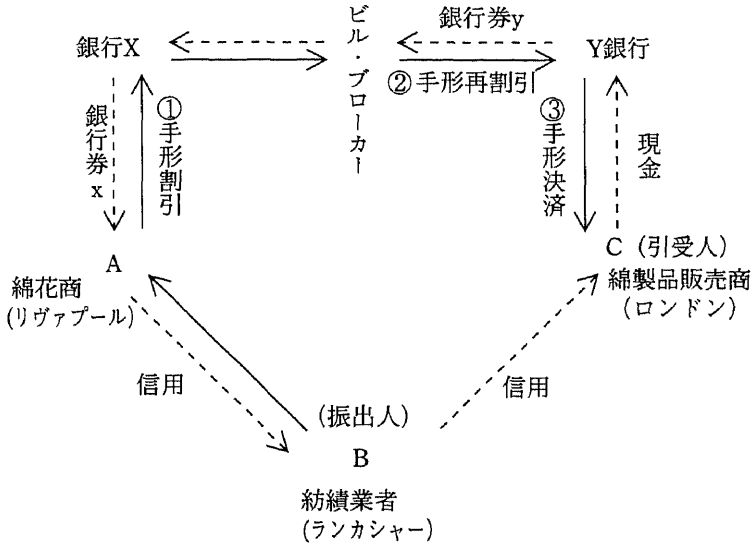 銀行X
ビル・ブローカー
銀行券y
Y銀行
②手形再割引
銀行券x
①手形割引
③手形決済
現金
A
綿花商
(リヴァプール)
C(引受人)
綿製品販売商
(ロンドン)
信用
信用
(振出人)
B
紡績業者
(ランカシャー)